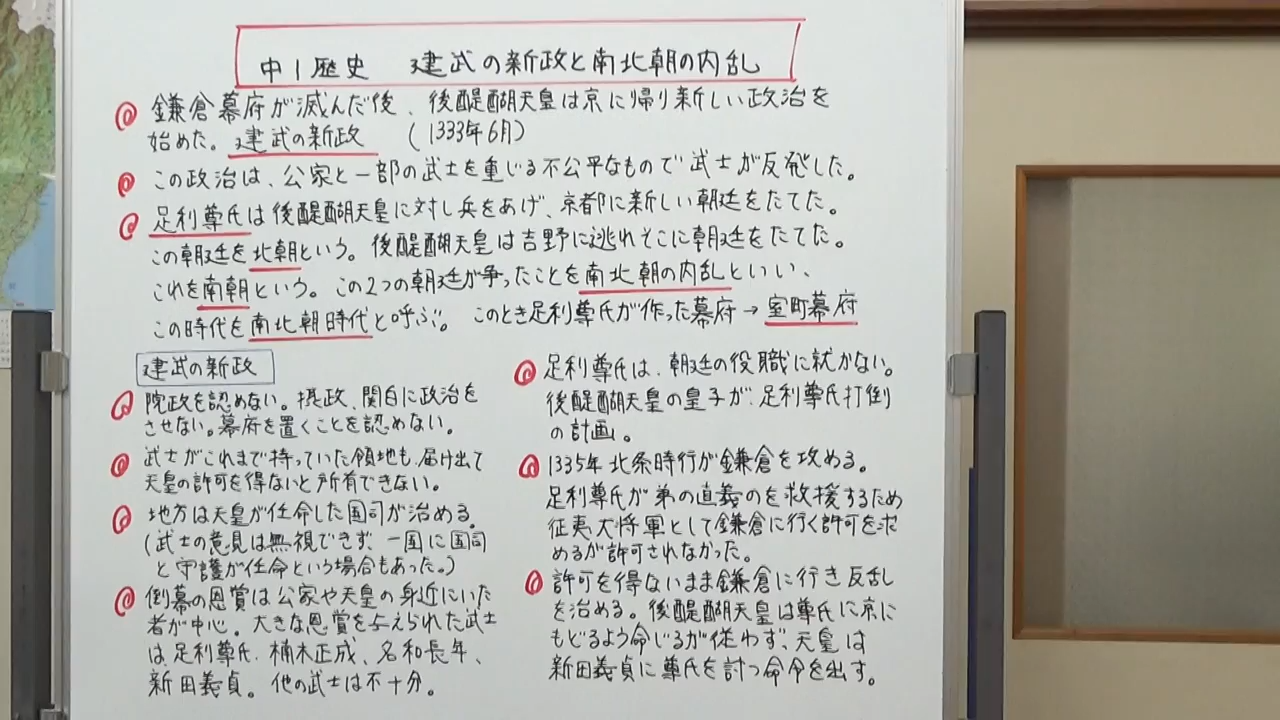 中1歴史 建武の新政と南北朝の内乱
鎌倉幕府が滅んだ後、後醍醐天皇は京に帰り新しい政治を
始めた。建武の新政 (1333年6月)
この政治は、公家と一部の武士を重じる不公平なもので武士が反発した。
足利尊氏は後醍醐天皇に対し兵をあげ、京都に新しい朝廷をたてた。
この朝廷を北朝という。後醍醐天皇は吉野に逃れそこに朝廷をたてた。
これを南朝という。この2つの朝廷が争ったことを南北朝の内乱といい、
この時代を南北朝時代と呼ぶ。このとき足利尊氏が作った幕府→室町幕府
建武の新政
院政を認めない。摂政、関白に政治を
させない。幕府を置くことを認めない。
武士がこれまで持っていた領地も届け出て
天皇の許可を得ないと所有できない。
地方は天皇が任命した国司が治める。
(武士の意見は無視できず、一国に国司
と守護が任命という場合もあった。)
倒幕の恩賞は公家や天皇の身近にいた
者が中心。大きな恩賞を与えられた武士
は足利尊氏、楠木正成、名和長年、
新田義貞。他の武士は不十分。
足利尊氏は、朝廷の役職に就かない。
後醍醐天皇の皇子が、足利尊氏打倒
の計画。
1335年北条時行が鎌倉を攻める。
足利尊氏が弟の直義のを救援するため
征夷大将軍として鎌倉に行く許可を求
めるが許可されなかった。
許可を得ないまま鎌倉に行き反乱
を治める。後醍醐天皇は尊氏に京に
もどるよう命じるが従わず、天皇は
新田義貞に尊氏を討つ命令を出す。